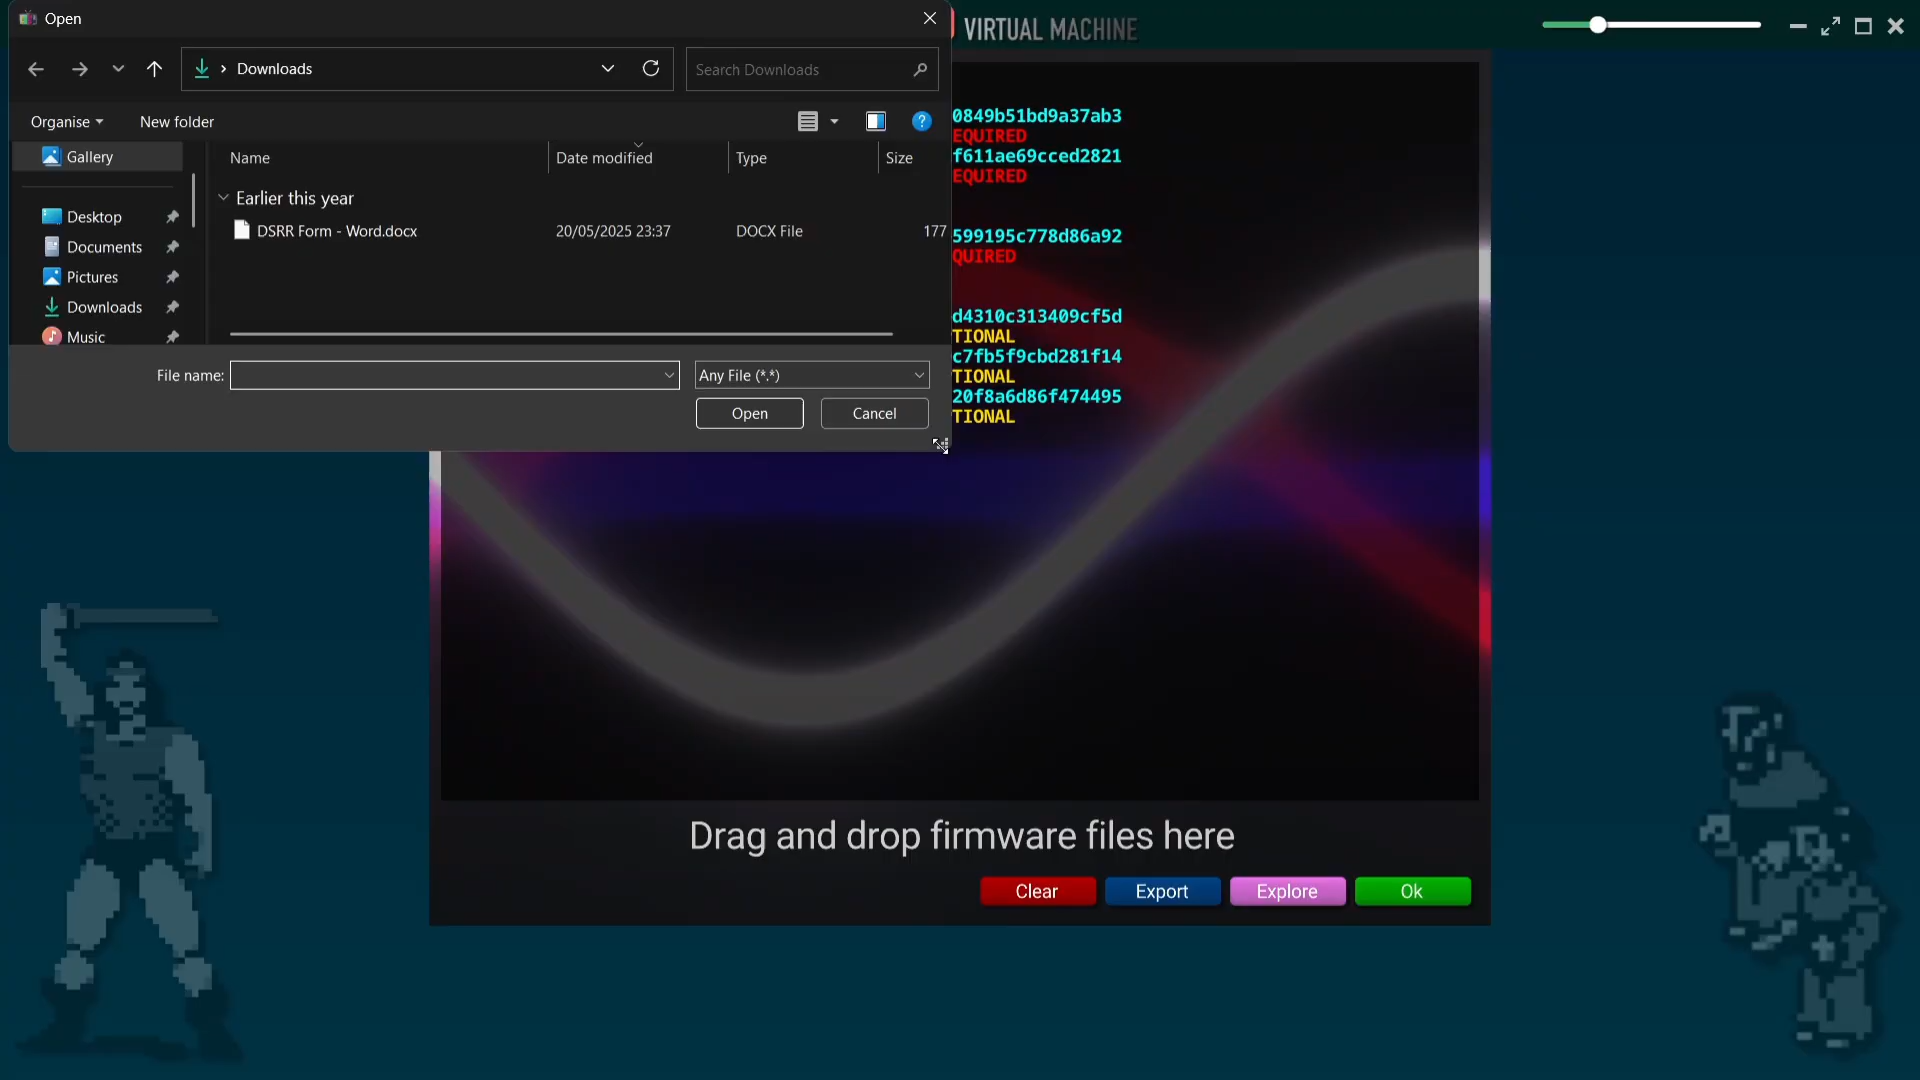 Open
VIRTUAL MACHINE
Downloads
Search Downloads
Organise
New folder
Name
Date modified
Type
Size
Gallery
Earlier this year
DSRR Form - Word.docx
20/05/2025 23:37
DOCX File
177
Desktop
Documents
Pictures
Downloads
Music
File name:
Any File (*.*)
Open
Cancel
0849b51bd9a37ab3
EQUIRED
f611ae69cced2821
EQUIRED
599195c778d86a92
QUIRED
d4310c313409cf5d
TIONAL
c7fb5f9cbd281f14
TIONAL
20f8a6d86f474495
TIONAL
Drag and drop firmware files here
Clear
Export
Explore
Ok